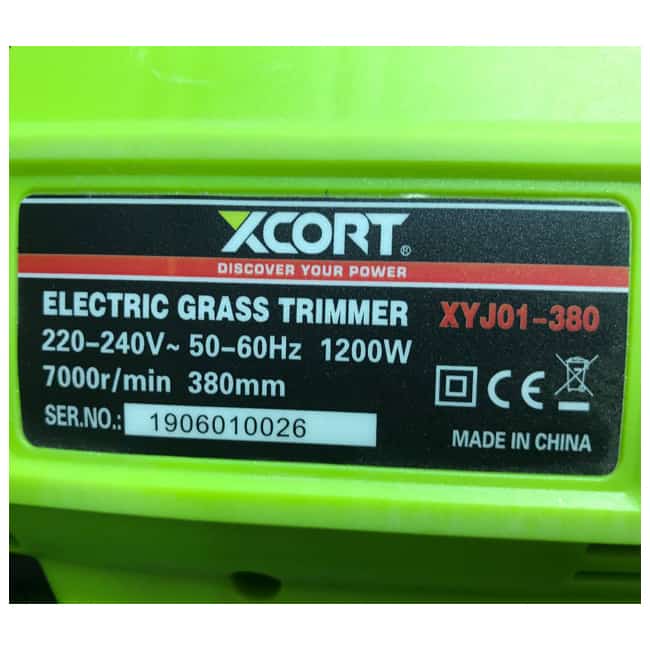 XCORT®
DISCOVER YOUR POWER
ELECTRIC GRASS TRIMMER XYJ01-380
220-240V~ 50-60Hz 1200W
7000r/min 380mm
SER.NO.: 1906010026
CE
MADE IN CHINA